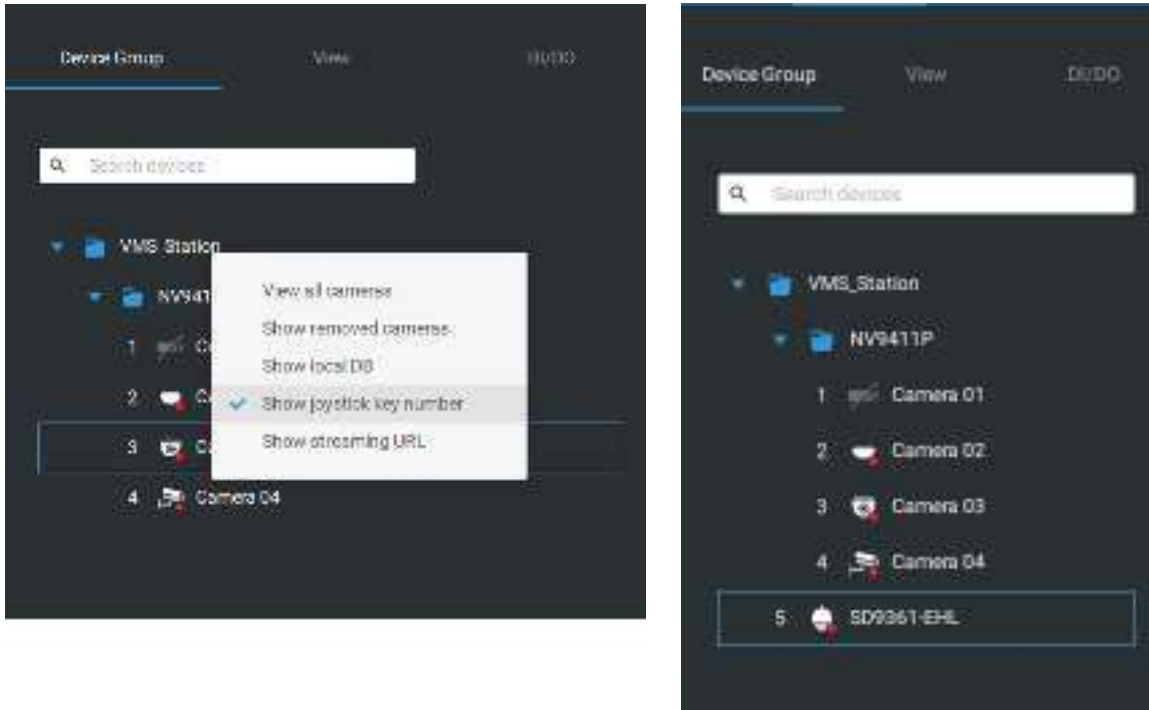 Device Group View DI/DO
Search devices
VMS_Station
NV941
View all cameras
Show removed cameras
Show local DB
Show joystick key number
Show streaming URL
1 C
2 C
3 C
4 Camera 04
Device Group View DI/DO
Search devices
VMS_Station
NV9411P
1 Camera 01
2 Camera 02
3 Camera 03
4 Camera 04
5 SD9361-EHL